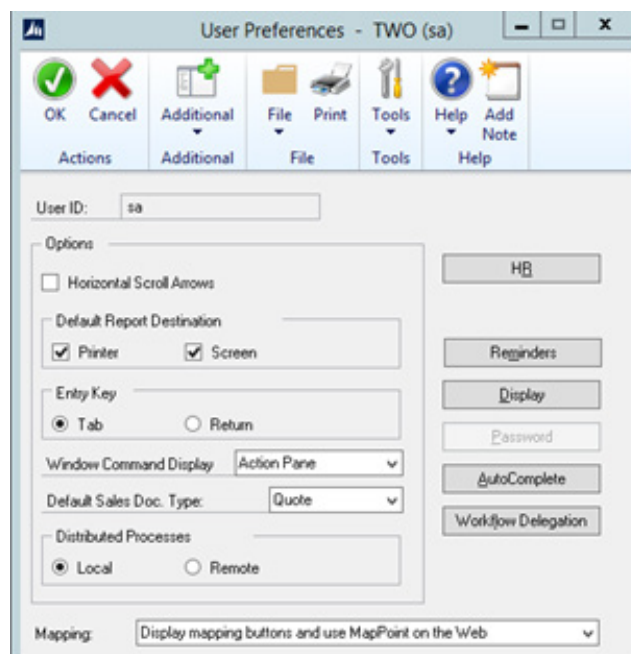 User Preferences - TWO (sa)
OK Cancel Additional File Print Tools Help Add Note
Actions Additional File Tools Help
User ID: sa
Options
Horizontal Scroll Arrows
HR
Default Report Destination
Printer Screen
Reminders
Entry Key
Display
Tab Return
Password
Window Command Display Action Pane
AutoComplete
Default Sales Doc. Type: Quote
Workflow Delegation
Distributed Processes
Local Remote
Mapping: Display mapping buttons and use MapPoint on the Web